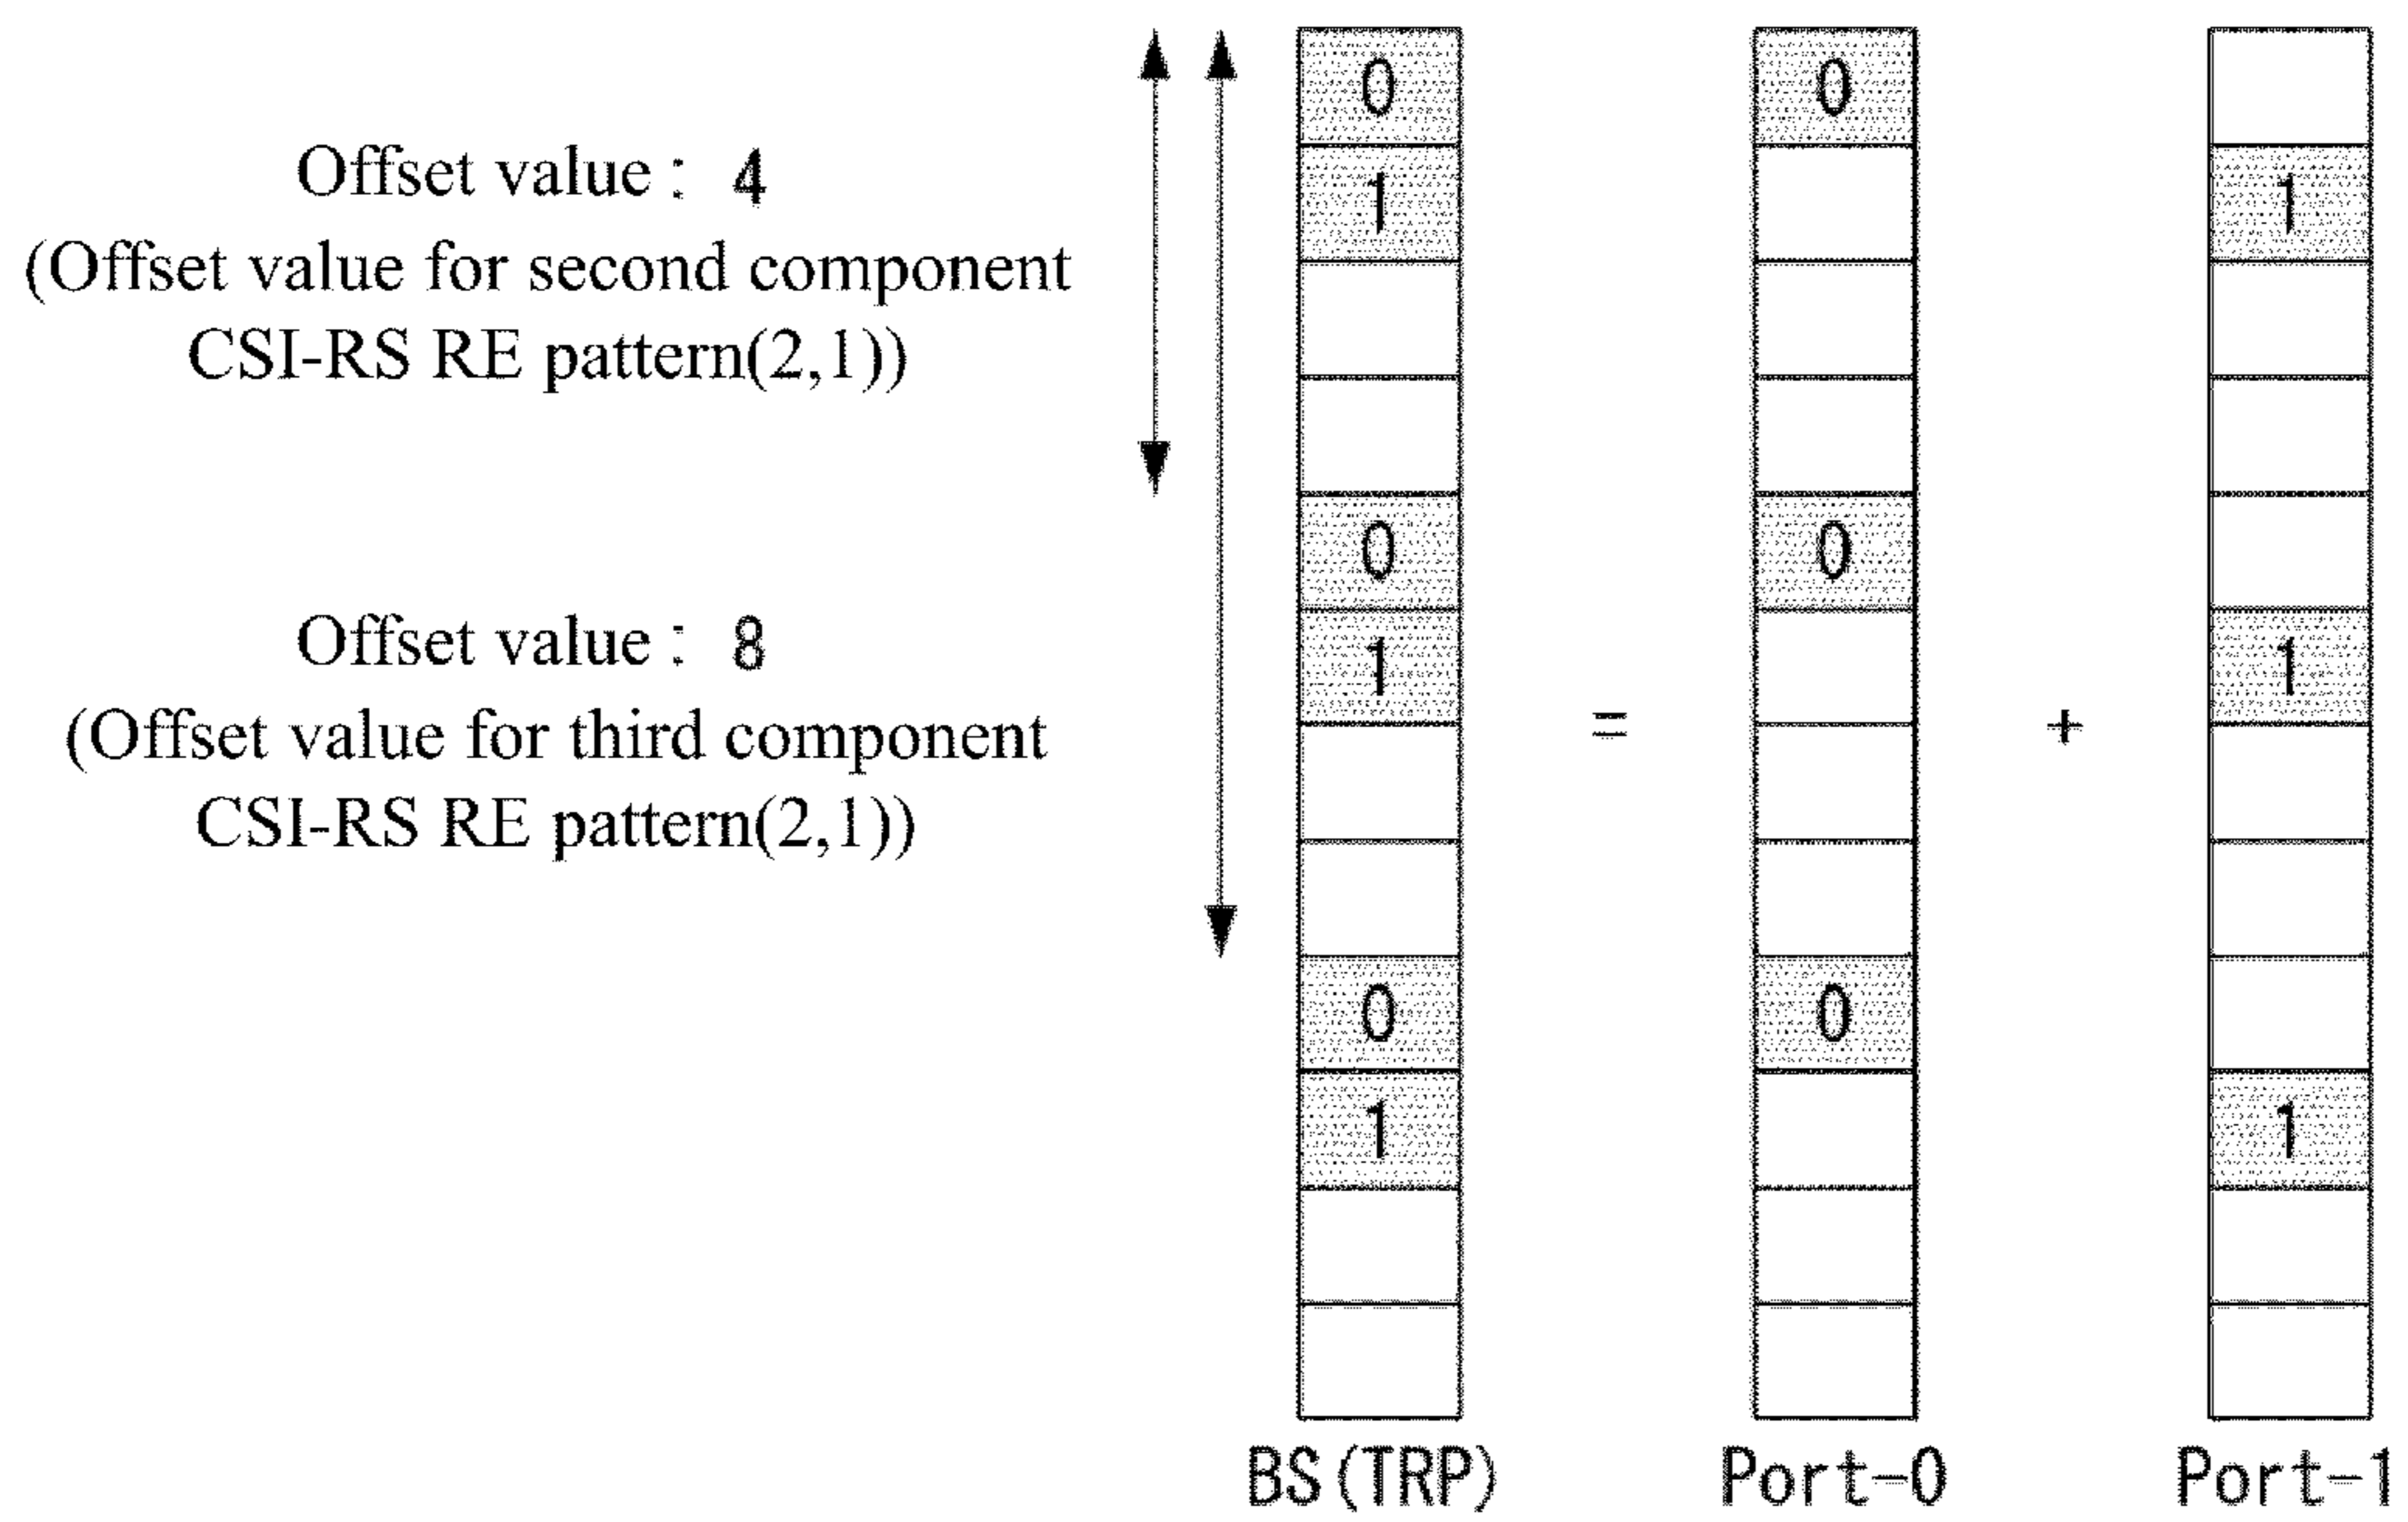 Offset value : 4
(Offset value for second component
CSI-RS RE pattern(2,1))
Offset value : 8
(Offset value for third component
CSI-RS RE pattern(2,1))
0 0
1 1
0 0
1 1
=
+
0 0
1 1
BS(TRP) Port-0 Port-1